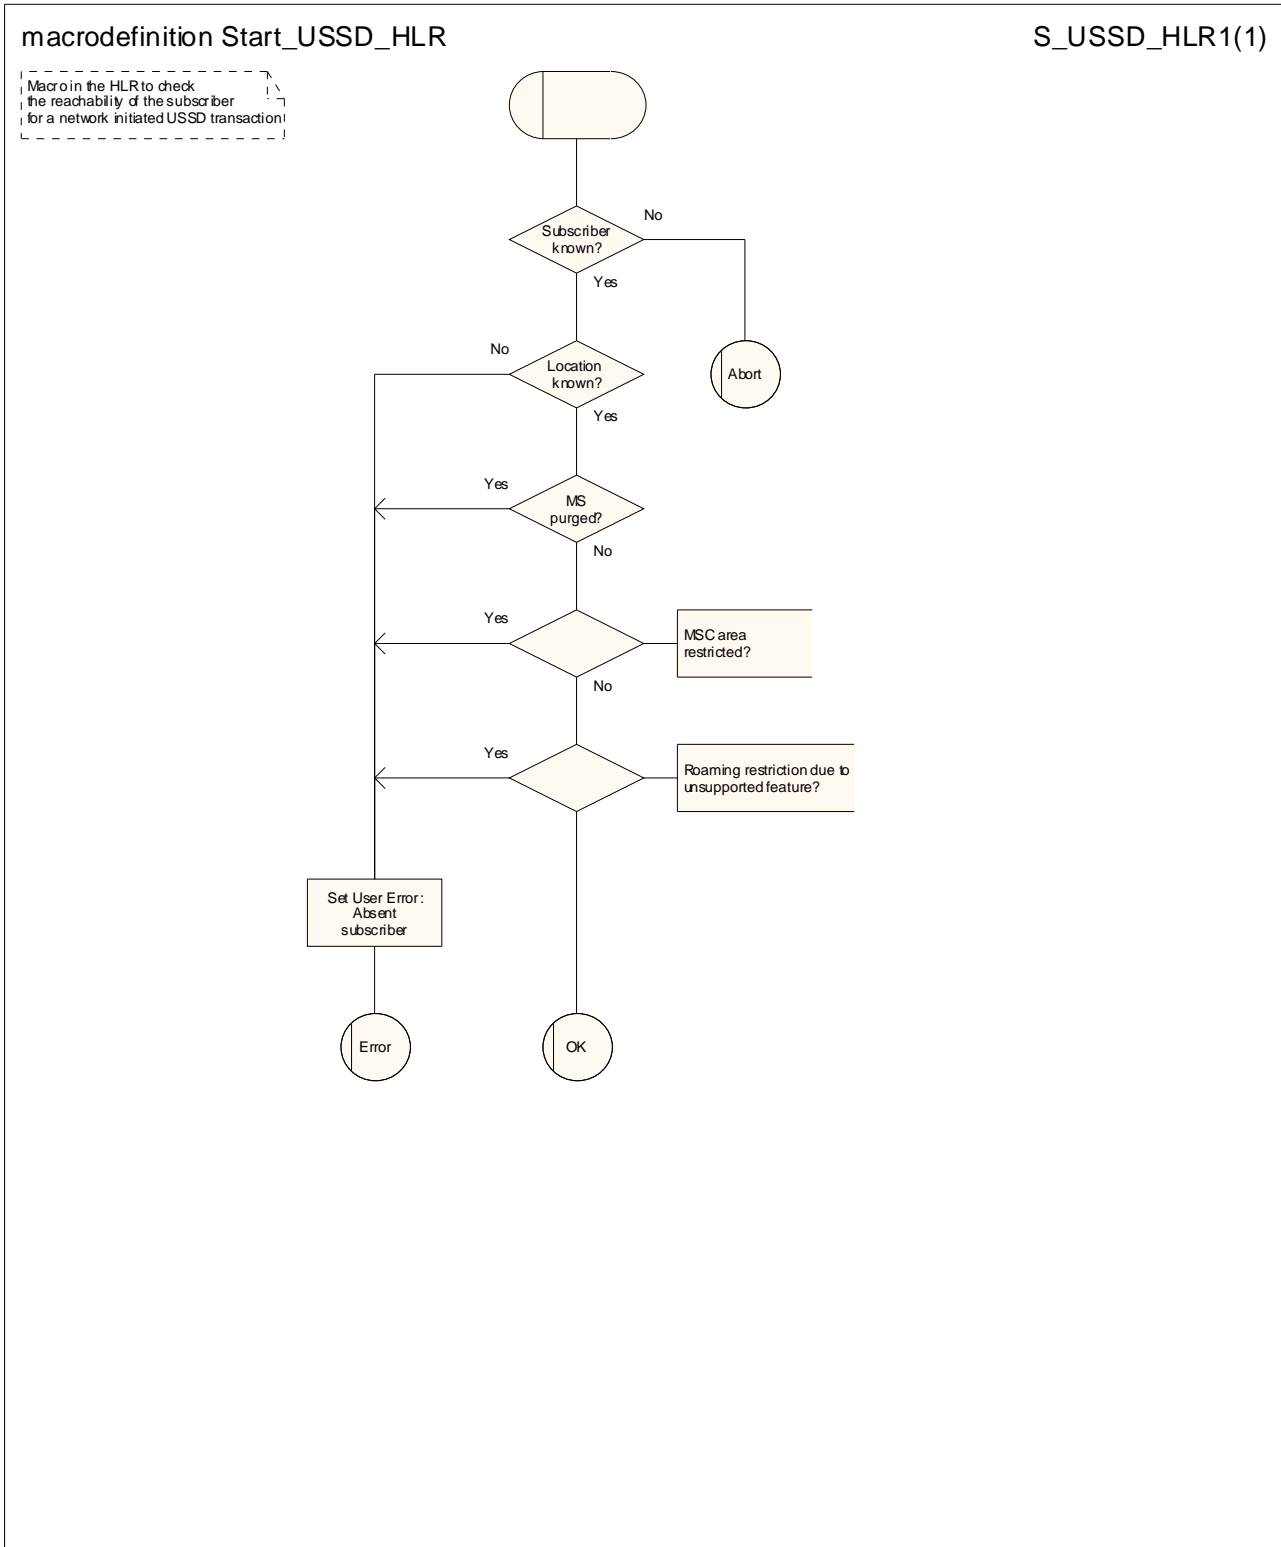 macrodefinition Start_USSD_HLR
S_USSD_HLR1(1)
Macro in the HLR to check
the reachability of the subscriber
for a network initiated USSD transaction
No
Subscriber
known?
Yes
No
Location
known?
Abort
Yes
Yes
MS
purged?
No
Yes
MSC area
restricted?
No
Yes
Roaming restriction due to
unsupported feature?
Set User Error:
Absent
subscriber
Error
OK